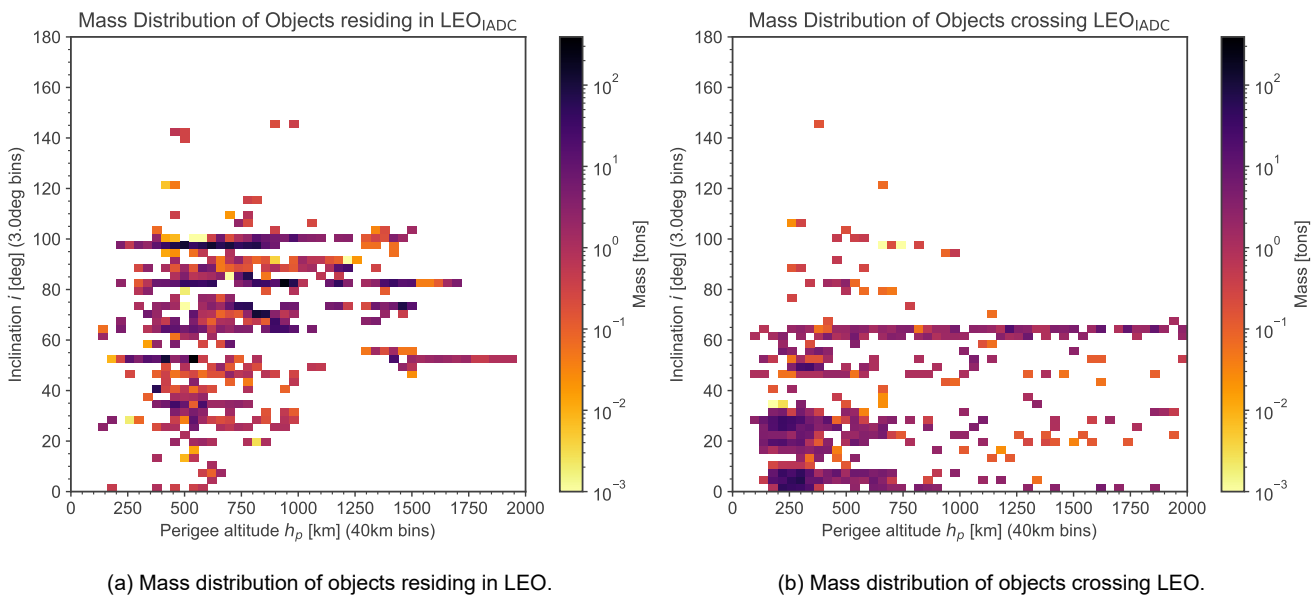 Mass Distribution of Objects residing in LEO_IADC
180
160
140
120
100
80
60
40
20
0
Inclination i [deg] (3.0deg bins)
0 250 500 750 1000 1250 1500 1750 2000
Perigee altitude h_p [km] (40km bins)
10^2
10^1
10^0
10^−1
10^−2
10^−3
Mass [tons]
(a) Mass distribution of objects residing in LEO.
Mass Distribution of Objects crossing LEO_IADC
180
160
140
120
100
80
60
40
20
0
Inclination i [deg] (3.0deg bins)
0 250 500 750 1000 1250 1500 1750 2000
Perigee altitude h_p [km] (40km bins)
10^2
10^1
10^0
10^−1
10^−2
10^−3
Mass [tons]
(b) Mass distribution of objects crossing LEO.